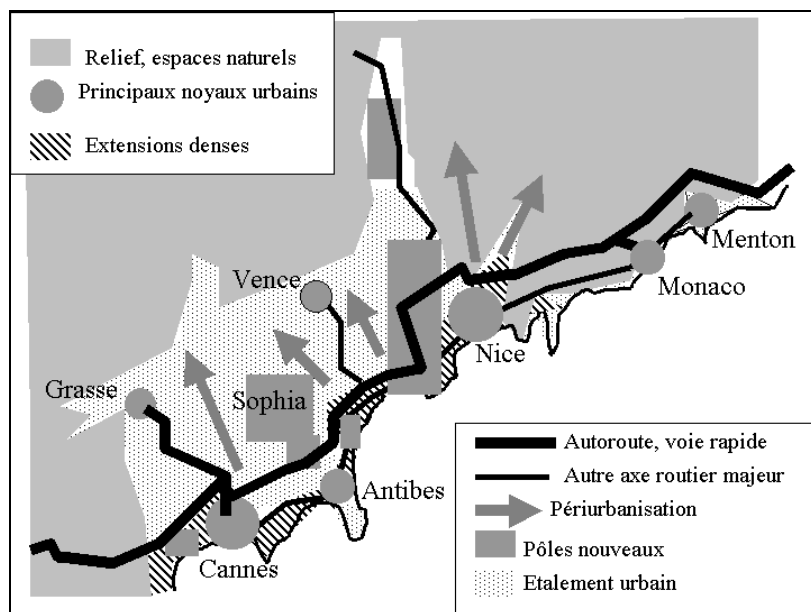 Relief, espaces naturels
Principaux noyaux urbains
Extensions denses
Menton
Monaco
Vence
Nice
Grasse
Sophia
Antibes
Cannes
Autoroute, voie rapide
Autre axe routier majeur
Périurbanisation
Pôles nouveaux
Etalement urbain